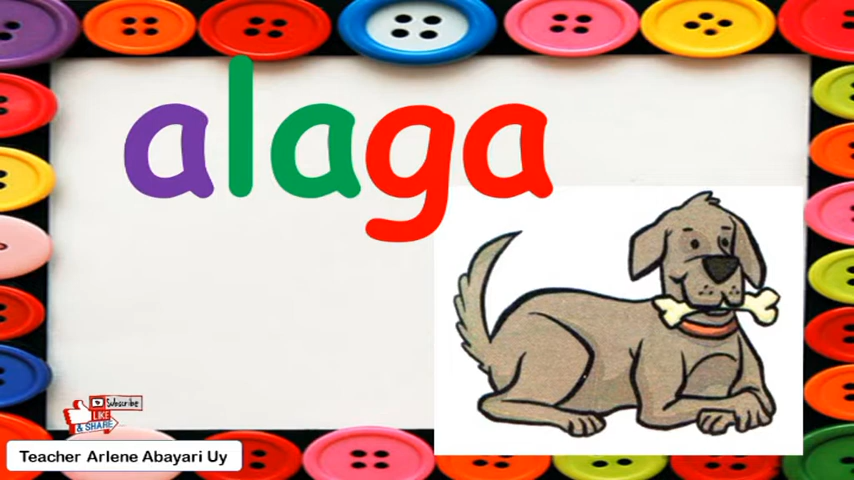 alaga
Subscribe
LIKE
& SHARE
Teacher Arlene Abayari Uy